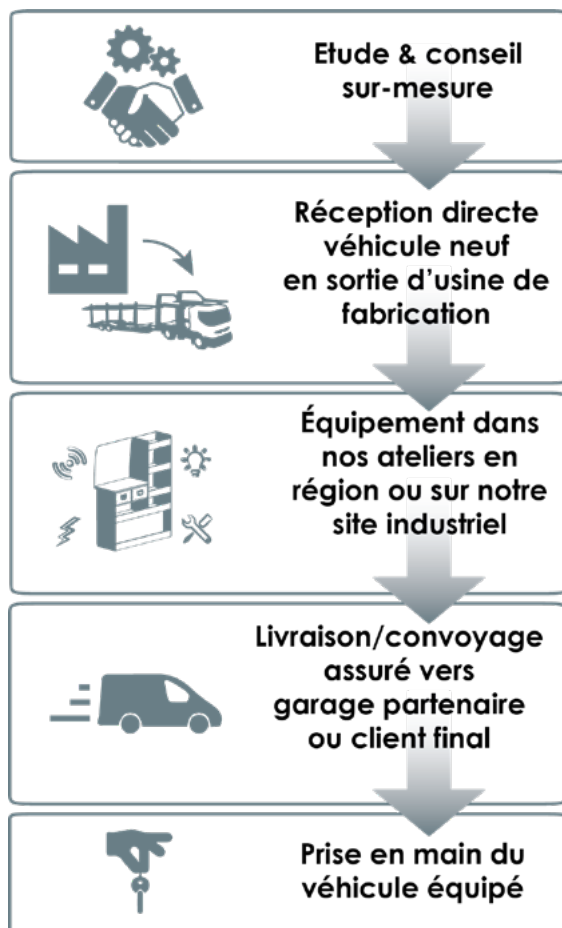 Etude & conseil
sur-mesure
Réception directe
véhicule neuf
en sortie d'usine de
fabrication
Équipement dans
nos ateliers en
région ou sur notre
site industriel
Livraison/convoyage
assuré vers
garage partenaire
ou client final
Prise en main du
véhicule équipé